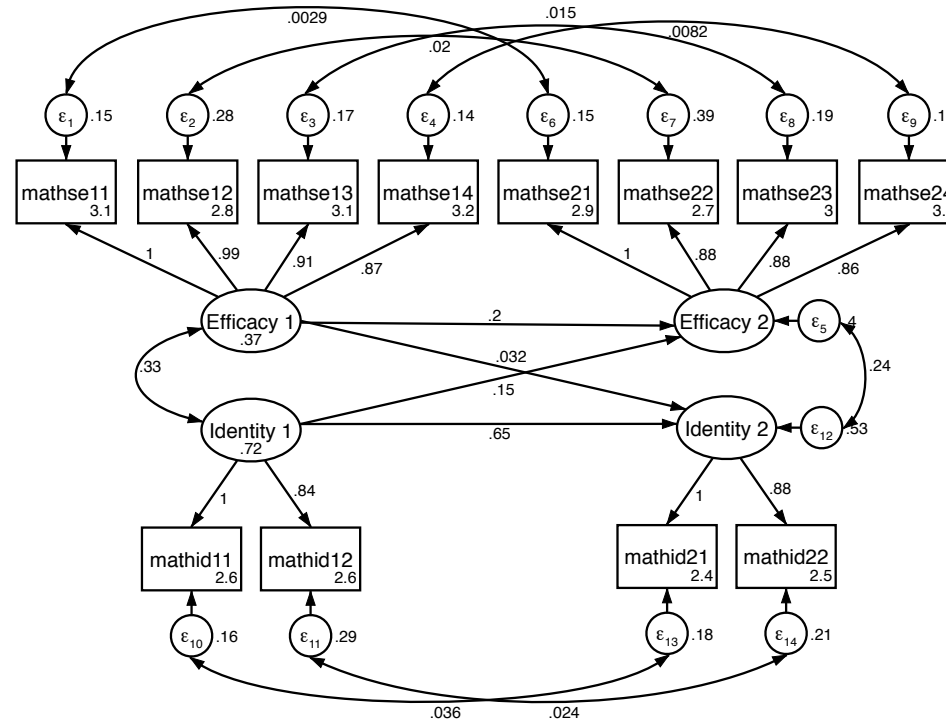 .0029
.015
.02
.0082
ε1 .15
ε2 .28
ε3 .17
ε4 .14
ε6 .15
ε7 .39
ε8 .19
ε9 .1
mathse11 3.1
mathse12 2.8
mathse13 3.1
mathse14 3.2
mathse21 2.9
mathse22 2.7
mathse23 3
mathse24 3.
1
.99
.91
.87
1
.88
.88
.86
Efficacy 1 .37
.2
Efficacy 2
ε5 .4
.33
.032
.15
.24
Identity 1 .72
.65
Identity 2
ε12 .53
1
.84
1
.88
mathid11 2.6
mathid12 2.6
mathid21 2.4
mathid22 2.5
ε10 .16
ε11 .29
ε13 .18
ε14 .21
.036
.024